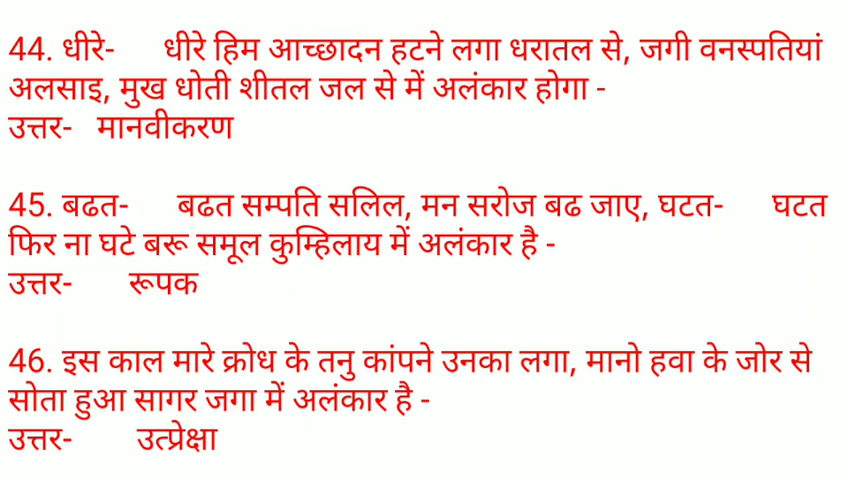 44. धीरे- धीरे हिम आच्छादन हटने लगा धरातल से, जगी वनस्पतियां
अलसाइ, मुख धोती शीतल जल से में अलंकार होगा -
उत्तर- मानवीकरण
45. बढत- बढत सम्पति सलिल, मन सरोज बढ जाए, घटत- घटत
फिर ना घटे बरू समूल कुम्हिलाय में अलंकार है -
उत्तर- रूपक
46. इस काल मारे क्रोध के तनु कांपने उनका लगा, मानो हवा के जोर से
सोता हुआ सागर जगा में अलंकार है -
उत्तर- उत्प्रेक्षा